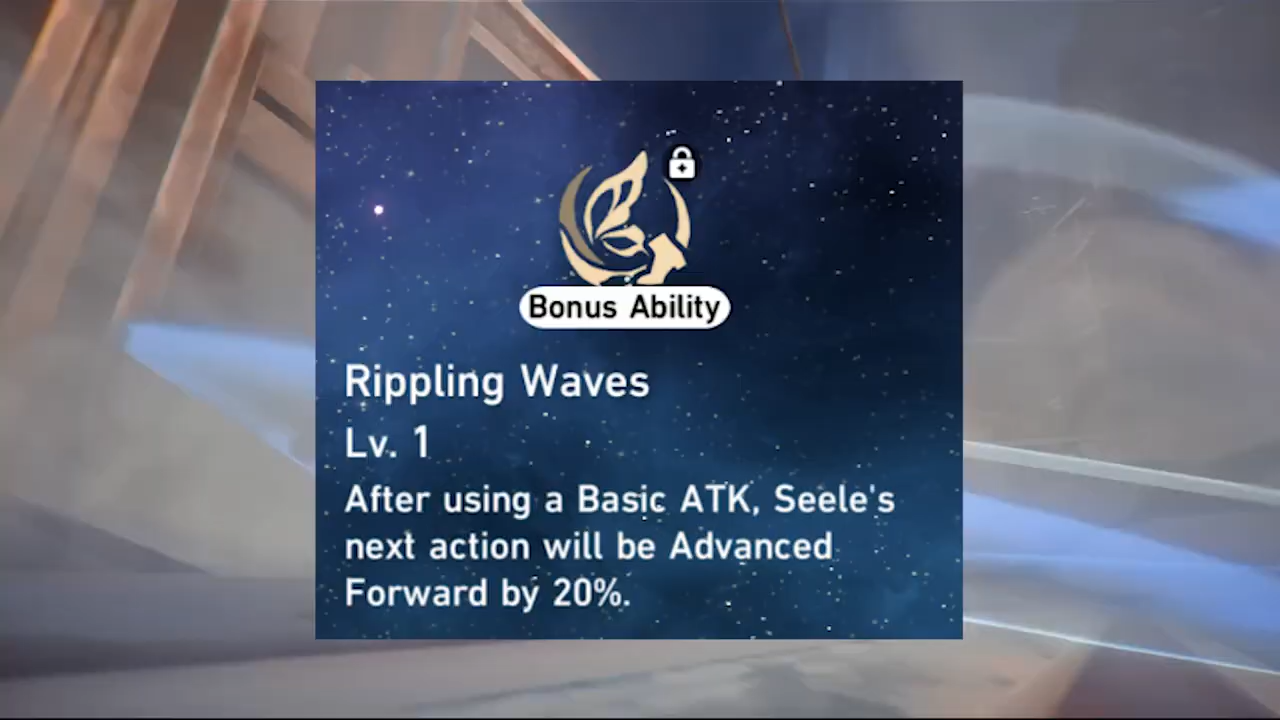 Bonus Ability
Rippling Waves
Lv. 1
After using a Basic ATK, Seele's
next action will be Advanced
Forward by 20%.